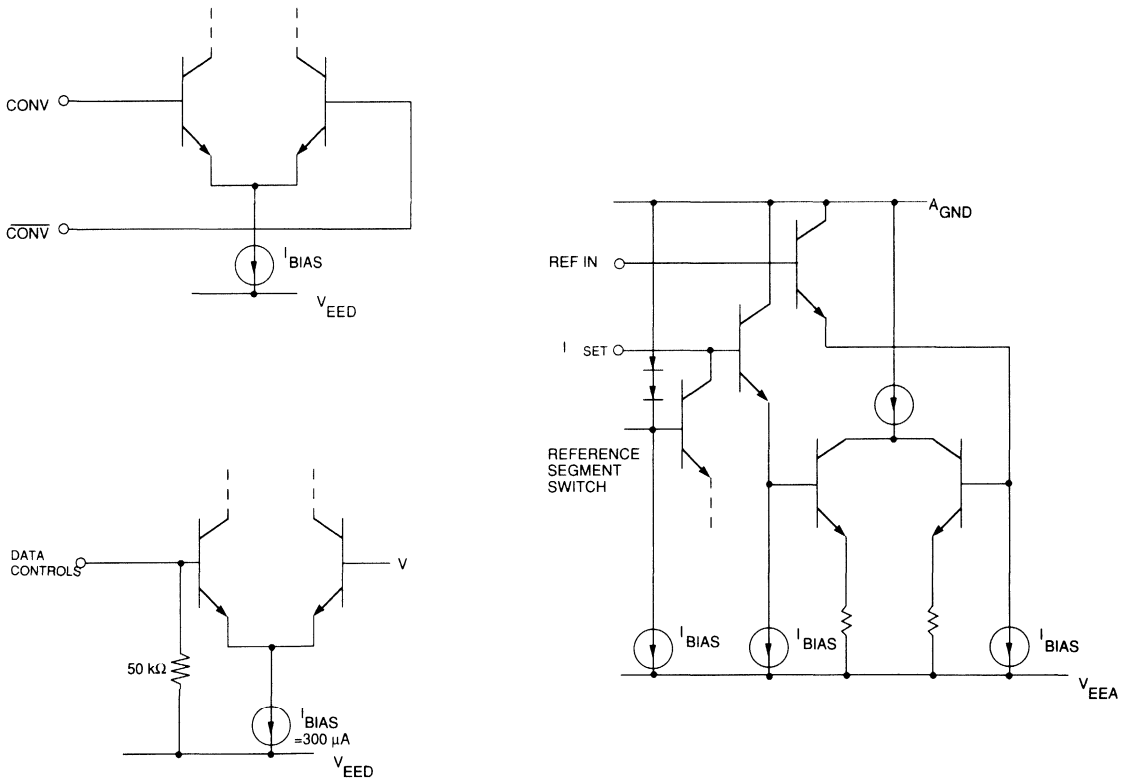 CONV
C̅O̅N̅V̅
I BIAS
V EED
DATA
CONTROLS
V
50 kΩ
I BIAS
=300 µA
V EED
A GND
REF IN
I SET
REFERENCE
SEGMENT
SWITCH
I BIAS
I BIAS
I BIAS
V EEA